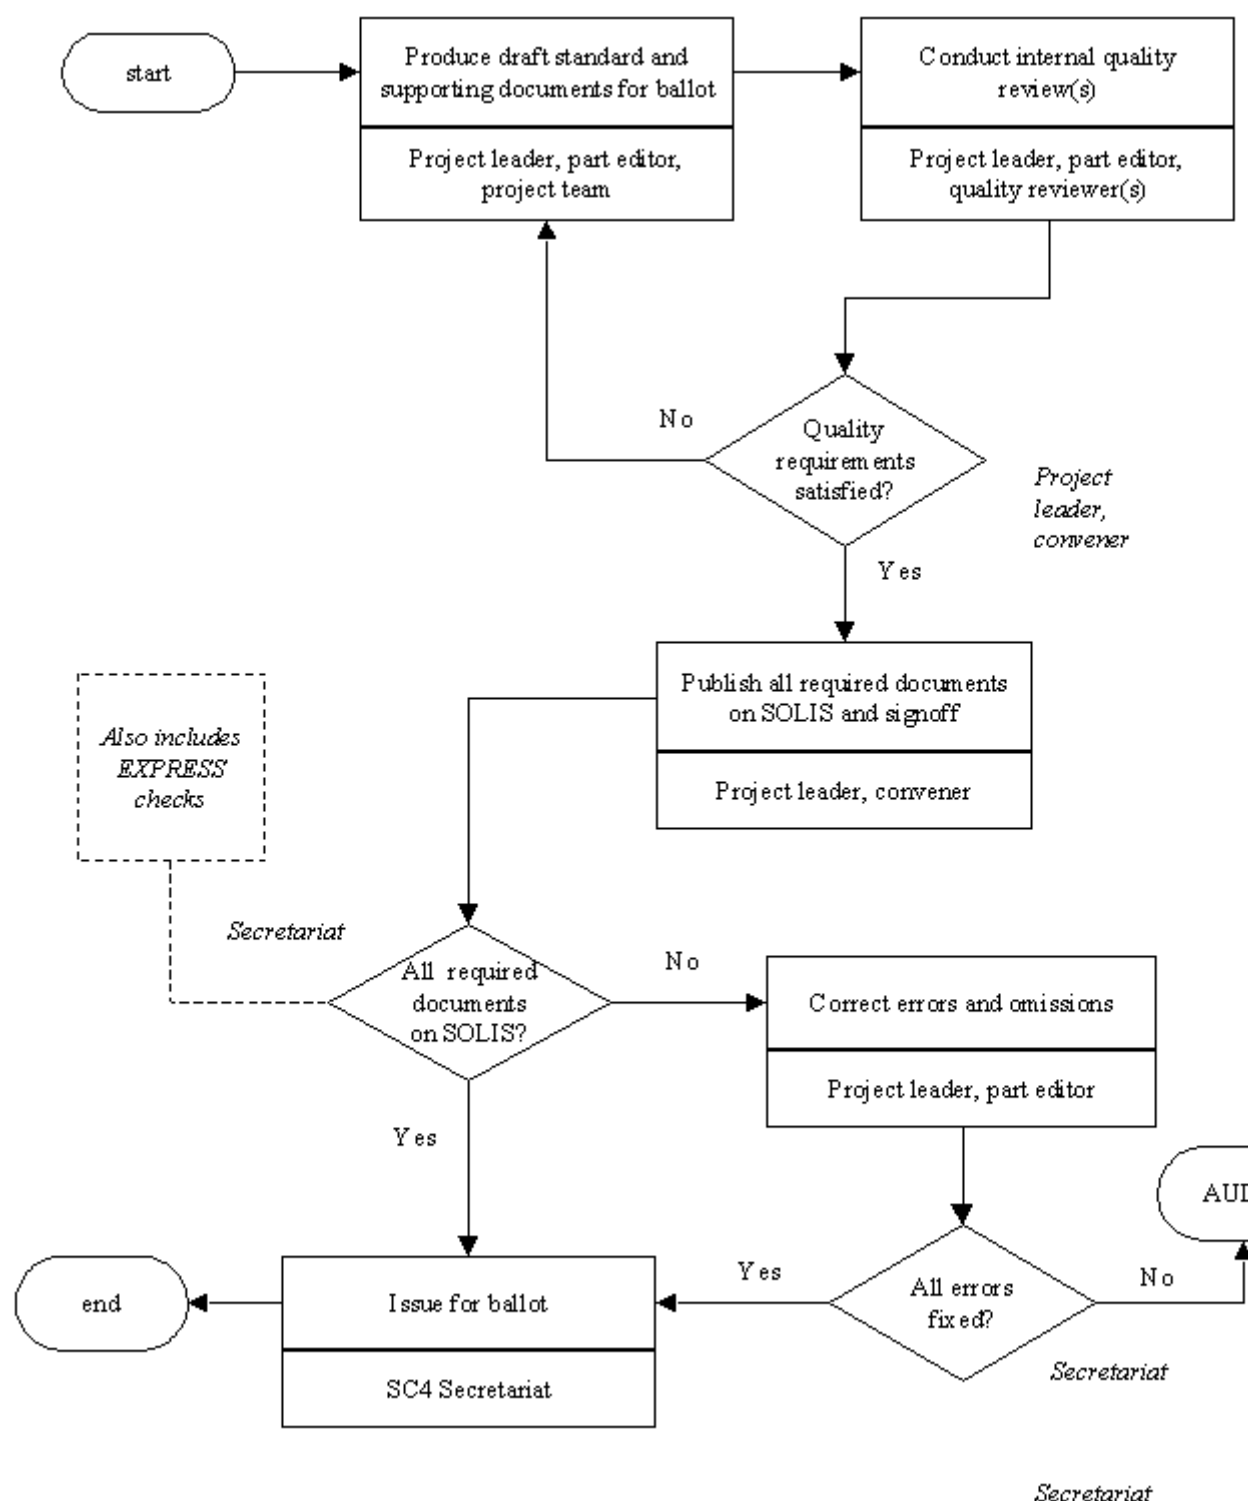 start
Produce draft standard and
supporting documents for ballot
Project leader, part editor,
project team
Conduct internal quality
review(s)
Project leader, part editor,
quality reviewer(s)
No
Quality
requirements
satisfied?
Project
leader,
convener
Yes
Publish all required documents
on SOLIS and signoff
Project leader, convener
Also includes
EXPRESS
checks
Secretariat
All required
documents
on SOLIS?
No
Correct errors and omissions
Project leader, part editor
Yes
end
Issue for ballot
SC4 Secretariat
Yes
All errors
fixed?
No
Secretariat
Secretariat